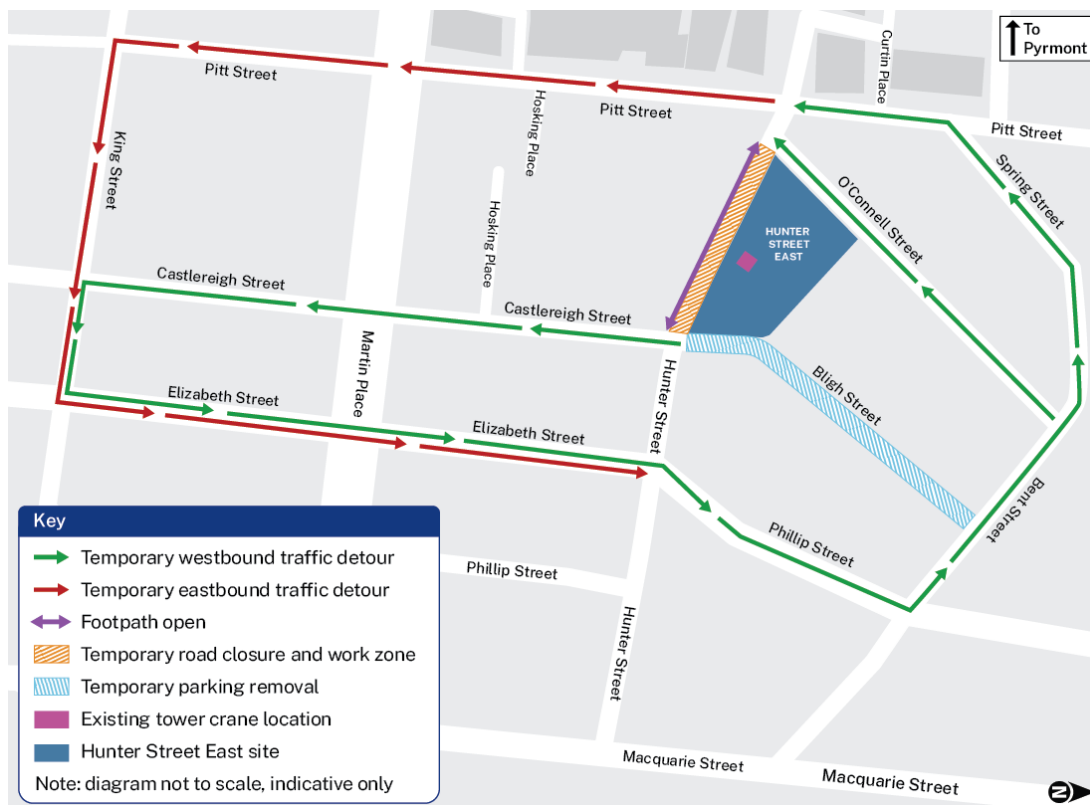 To
Pyrmont
Curtin Place
Pitt Street
Pitt Street
Pitt Street
Hosking
Place
King Street
Spring Street
O'Connell Street
HUNTER
STREET
EAST
Hosking Place
Castlereigh Street
Castlereigh Street
Martin
Place
Hunter Street
Bligh Street
Elizabeth Street
Elizabeth Street
Bent Street
Phillip Street
Phillip Street
Hunter Street
Macquarie Street
Macquarie Street
Key
Temporary westbound traffic detour
Temporary eastbound traffic detour
Footpath open
Temporary road closure and work zone
Temporary parking removal
Existing tower crane location
Hunter Street East site
Note: diagram not to scale, indicative only
N